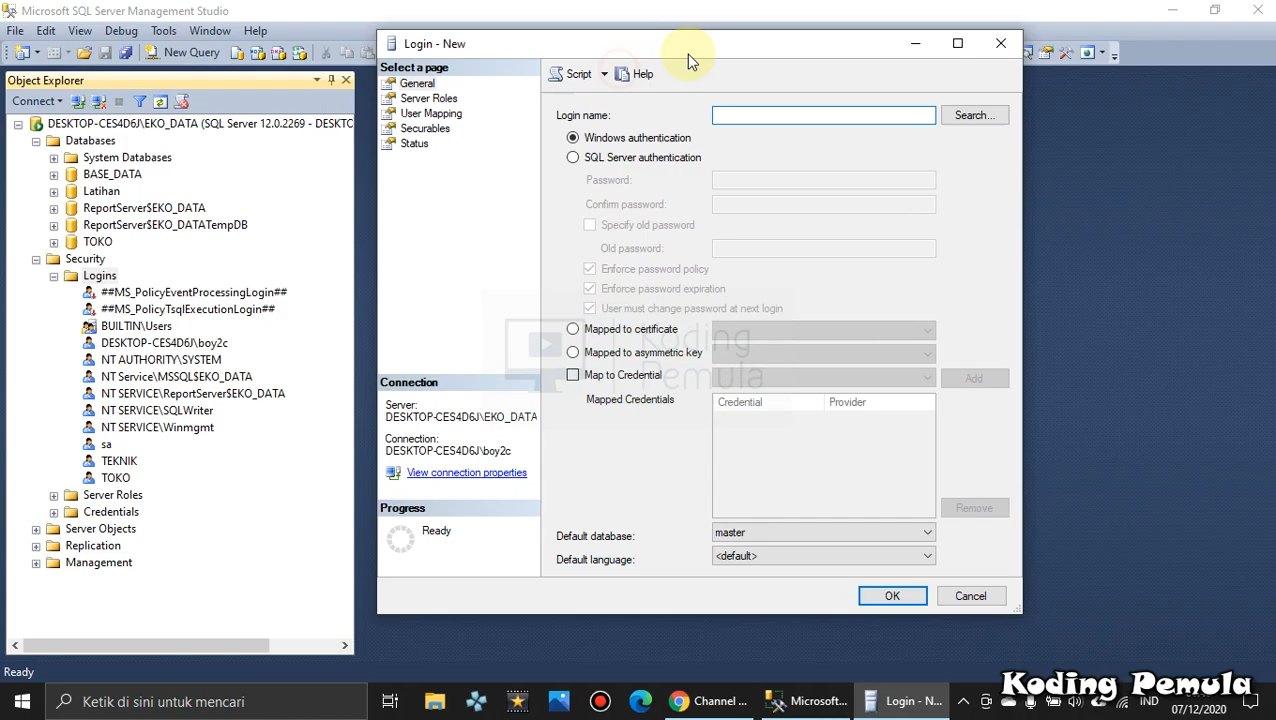 Microsoft SQL Server Management Studio
File Edit View Debug Tools Window Help
New Query
Object Explorer
Connect
DESKTOP-CES4D6J\EKO_DATA (SQL Server 12.0.2269 - DESKTC
Databases
System Databases
BASE_DATA
Latihan
ReportServer$EKO_DATA
ReportServer$EKO_DATATempDB
TOKO
Security
Logins
##MS_PolicyEventProcessingLogin##
##MS_PolicyTsqlExecutionLogin##
BUILTIN\Users
DESKTOP-CES4D6J\boy2c
NT AUTHORITY\SYSTEM
NT Service\MSSQL$EKO_DATA
NT SERVICE\ReportServer$EKO_DATA
NT SERVICE\SQLWriter
NT SERVICE\Winmgmt
sa
TEKNIK
TOKO
Server Roles
Credentials
Server Objects
Replication
Management
Ready
Login - New
Select a page
General
Server Roles
User Mapping
Securables
Status
Connection
Server:
DESKTOP-CES4D6J\EKO_DATA
Connection:
DESKTOP-CES4D6J\boy2c
View connection properties
Progress
Ready
Script Help
Login name: Search...
Windows authentication
SQL Server authentication
Password:
Confirm password:
Specify old password
Old password:
Enforce password policy
Enforce password expiration
User must change password at next login
Mapped to certificate
Mapped to asymmetric key
Map to Credential Add
Mapped Credentials Credential Provider
Remove
Default database: master
Default language: <default>
OK Cancel
Koding
Pemula
Koding Pemula
Ketik di sini untuk mencari
Channel ...
Microsoft...
Login - N...
IND
07/12/2020